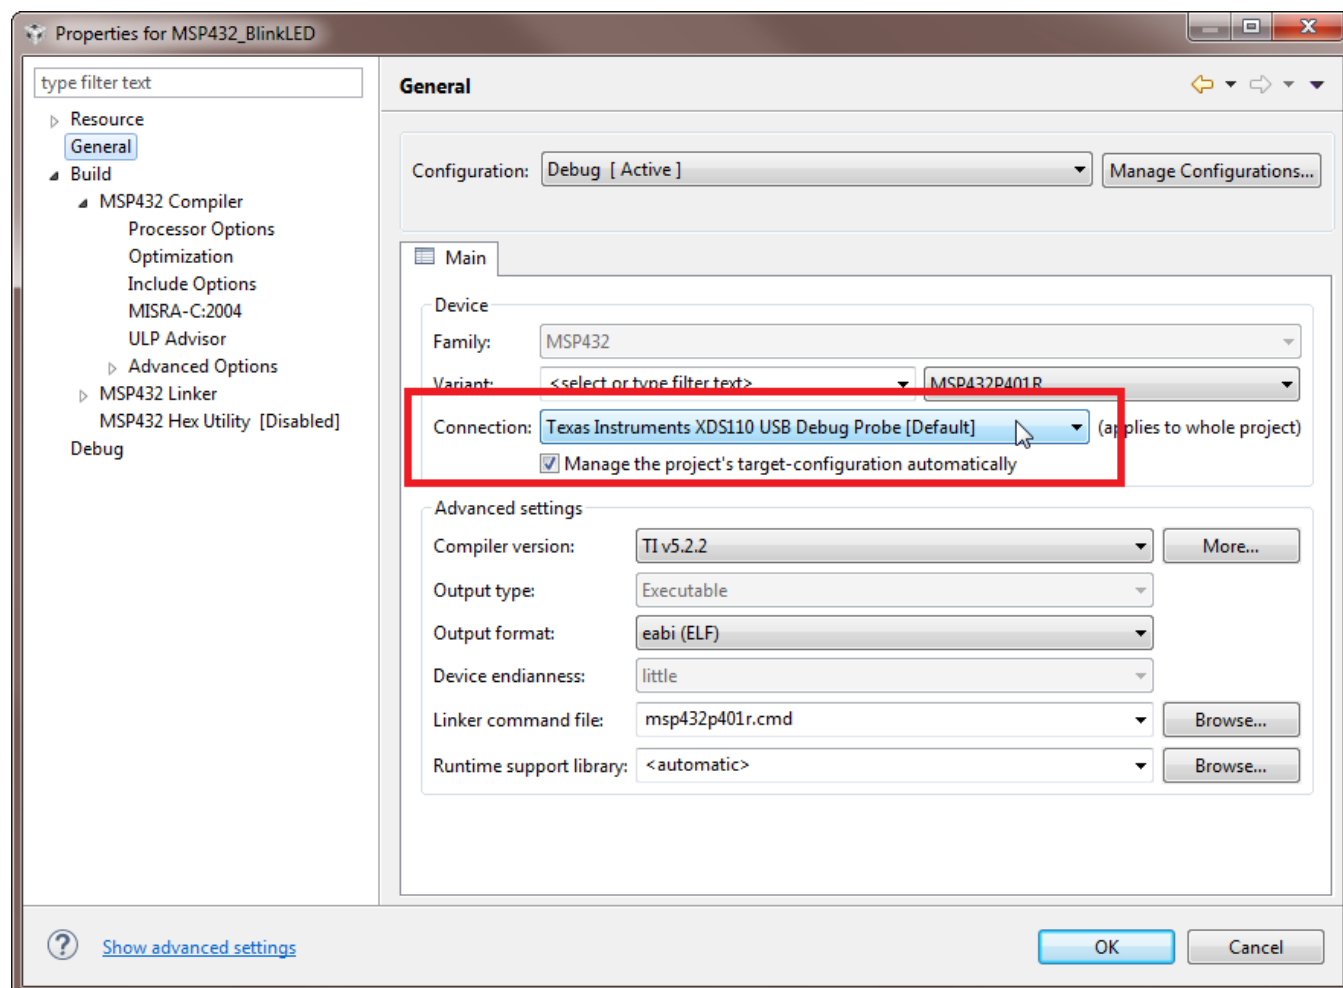 Properties for MSP432_BlinkLED
type filter text
Resource
General
Build
MSP432 Compiler
Processor Options
Optimization
Include Options
MISRA-C:2004
ULP Advisor
Advanced Options
MSP432 Linker
MSP432 Hex Utility [Disabled]
Debug
General
Configuration: Debug [ Active ] Manage Configurations...
Main
Device
Family: MSP432
Variant: <select or type filter text> MSP432P401R
Connection: Texas Instruments XDS110 USB Debug Probe [Default] (applies to whole project)
Manage the project's target-configuration automatically
Advanced settings
Compiler version: TI v5.2.2 More...
Output type: Executable
Output format: eabi (ELF)
Device endianness: little
Linker command file: msp432p401r.cmd Browse...
Runtime support library: <automatic> Browse...
? Show advanced settings OK Cancel